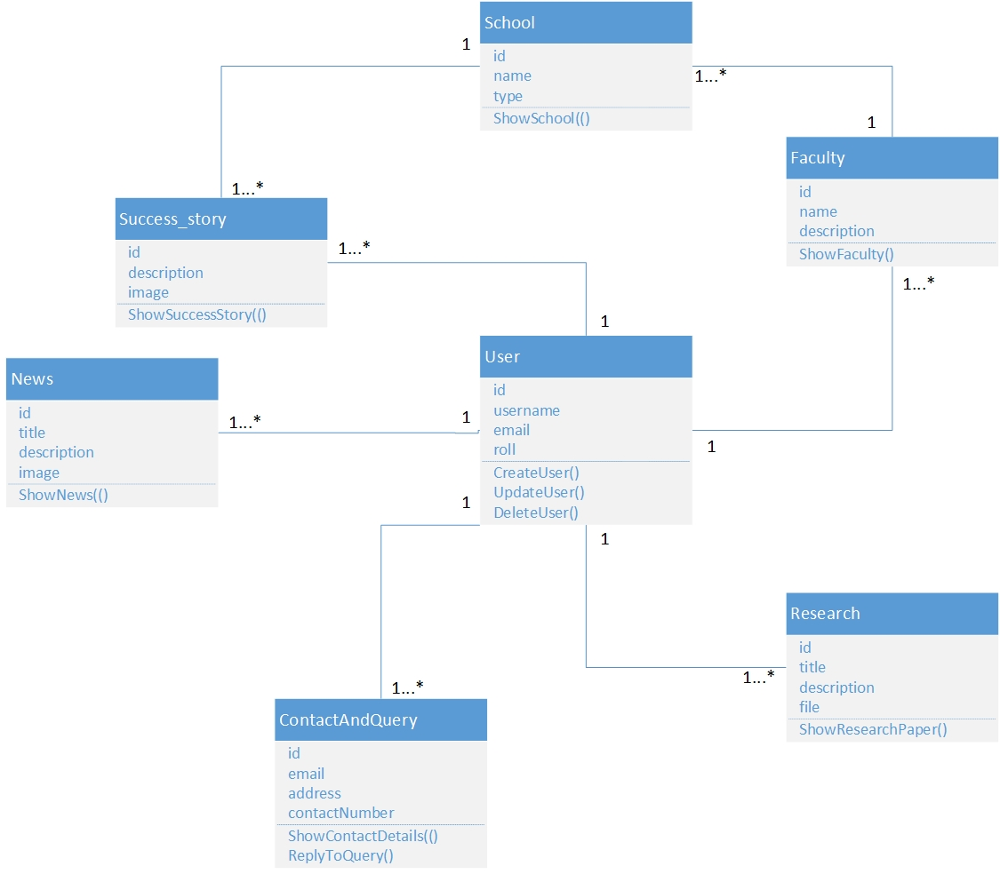 School
id
name
type
ShowSchool(()
1
1...*
1
1...*
Faculty
id
name
description
ShowFaculty()
1...*
Success_story
id
description
image
ShowSuccessStory(()
1...*
1
User
id
username
email
roll
CreateUser()
UpdateUser()
DeleteUser()
News
id
title
description
image
ShowNews(()
1...*
1
1
1
1
Research
id
title
description
file
ShowResearchPaper()
1...*
1...*
ContactAndQuery
id
email
address
contactNumber
ShowContactDetails(()
ReplyToQuery()